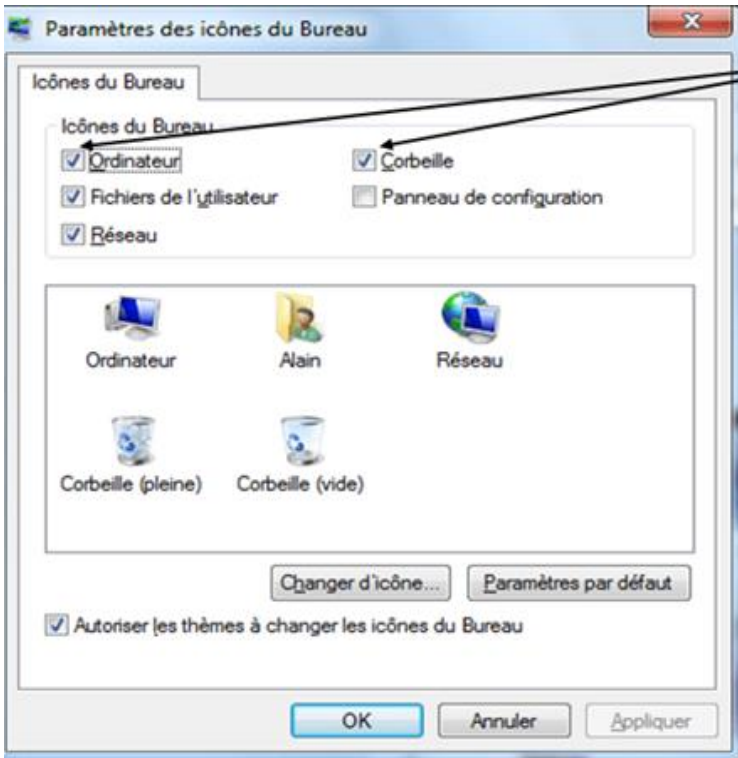 Paramètres des icônes du Bureau
Icônes du Bureau
Icônes du Bureau
Ordinateur
Corbeille
Fichiers de l'utilisateur
Panneau de configuration
Réseau
Ordinateur
Alain
Réseau
Corbeille (pleine)
Corbeille (vide)
Changer d'icône...
Paramètres par défaut
Autoriser les thèmes à changer les icônes du Bureau
OK
Annuler
Appliquer